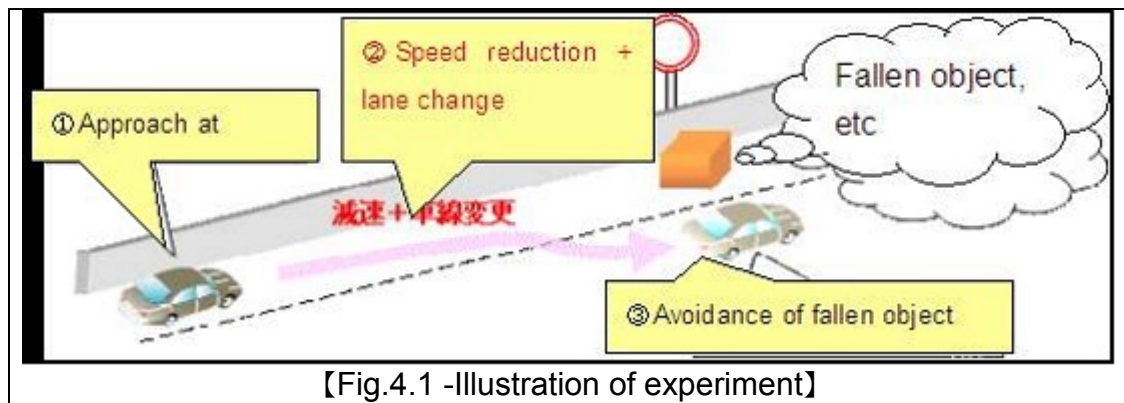 ② Speed reduction +
lane change
①Approach at
Fallen object,
etc
減速＋車線変更
③Avoidance of fallen object
【Fig.4.1 -Illustration of experiment】